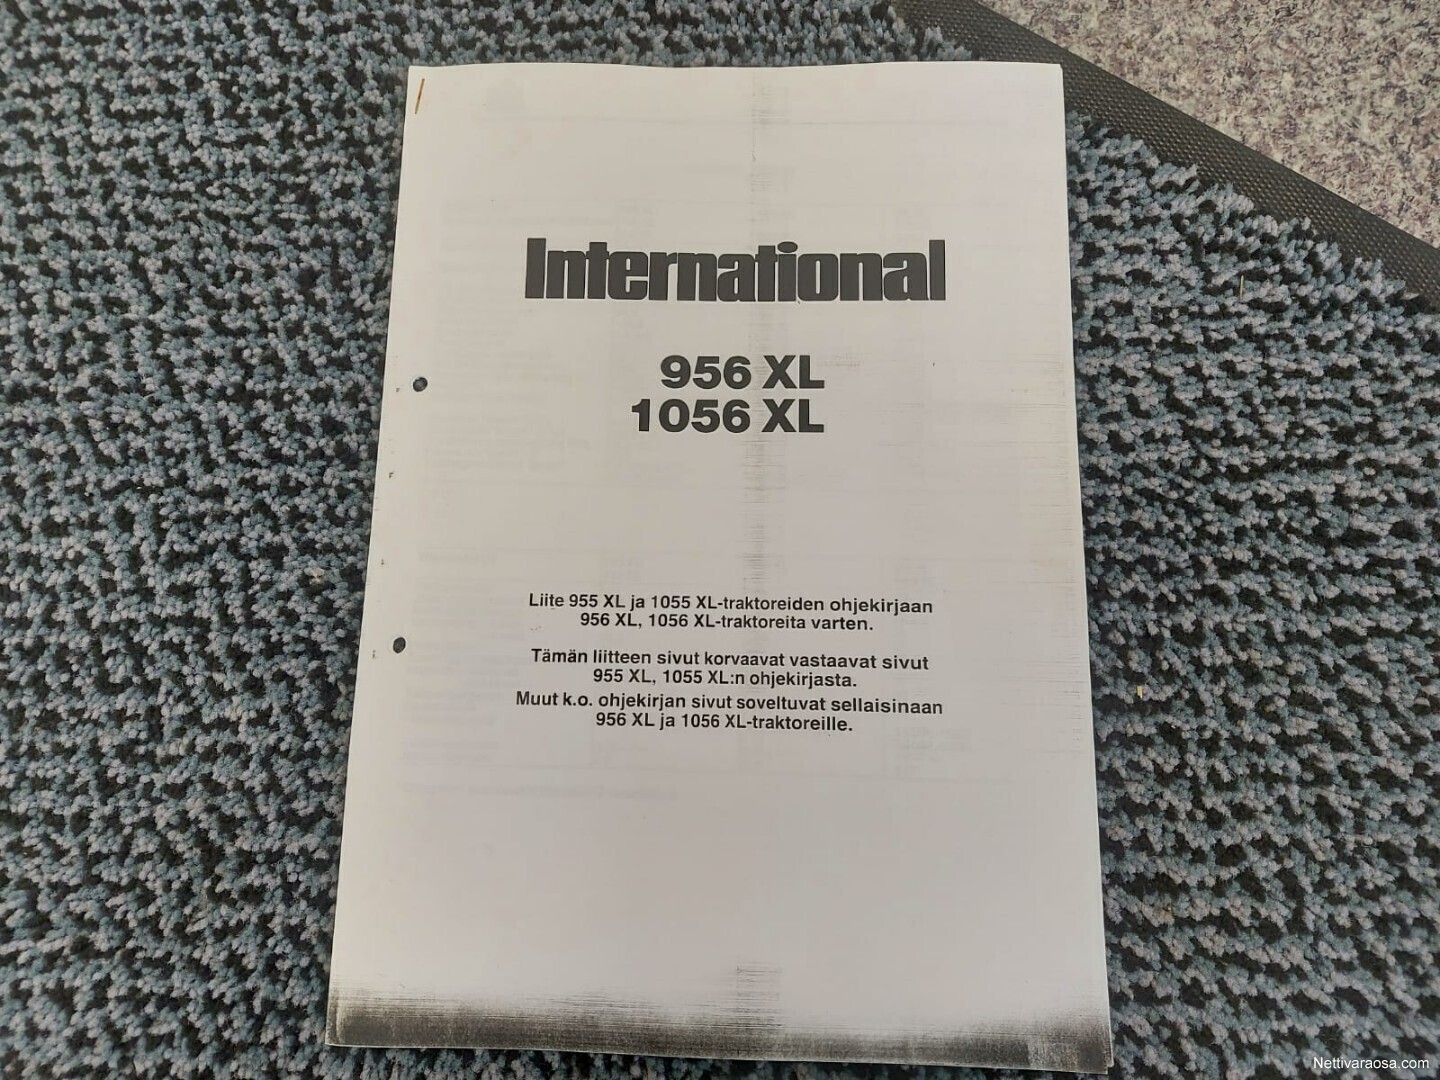 International
956 XL
1056 XL
Liite 955 XL ja 1055 XL-traktoreiden ohjekirjaan
956 XL, 1056 XL-traktoreita varten.
Tämän liitteen sivut korvaavat vastaavat sivut
955 XL, 1055 XL:n ohjekirjasta.
Muut k.o. ohjekirjan sivut soveltuvat sellaisinaan
956 XL ja 1056 XL-traktoreille.
Nettivaraosa.com